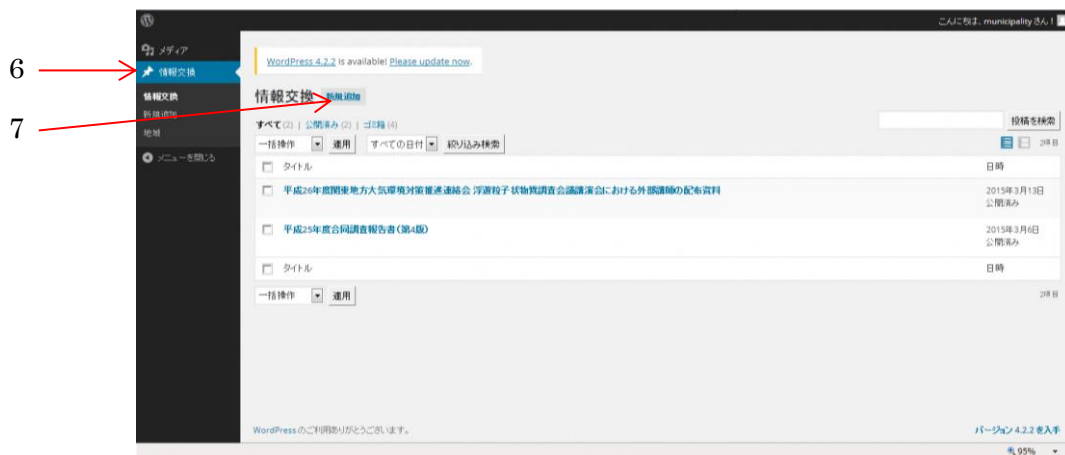 こんにちは、municipality さん！
メディア
6
情報交換
情報交換
新規追加
7
地域
メニューを閉じる
WordPress 4.2.2 is available! Please update now.
情報交換 新規追加
すべて (2) | 公開済み (2) | ゴミ箱 (4)
投稿を検索
一括操作 適用 すべての日付 絞り込み検索
2項目
タイトル 日時
平成26年度関東地方大気環境対策推進連絡会 浮遊粒子状物質調査会議講演会における外部講師の配布資料 2015年3月13日
公開済み
平成25年度合同調査報告書（第4版） 2015年3月6日
公開済み
タイトル 日時
一括操作 適用
2項目
WordPress のご利用ありがとうございます。 バージョン 4.2.2 を入手
95%